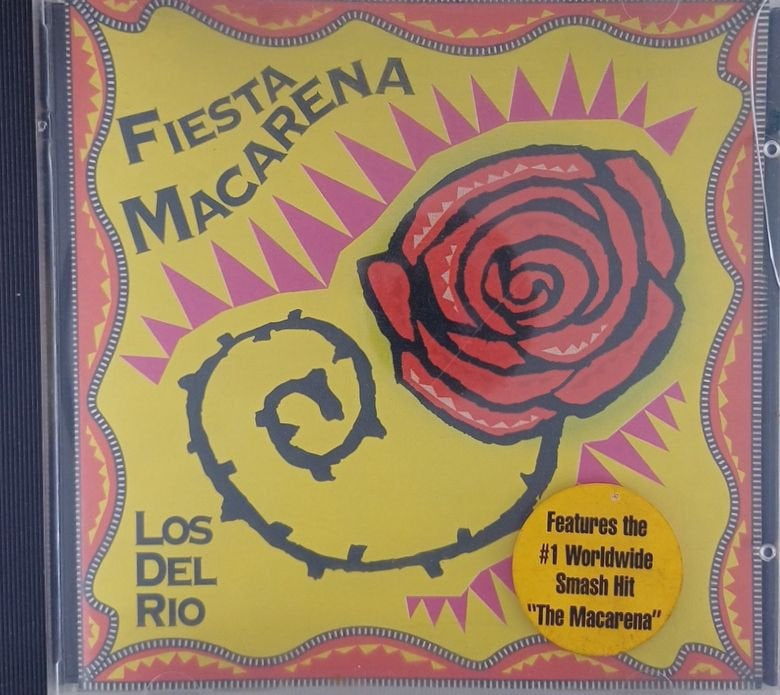 FIESTA
MACARENA
LOS
DEL
RIO
Features the
#1 Worldwide
Smash Hit
"The Macarena"